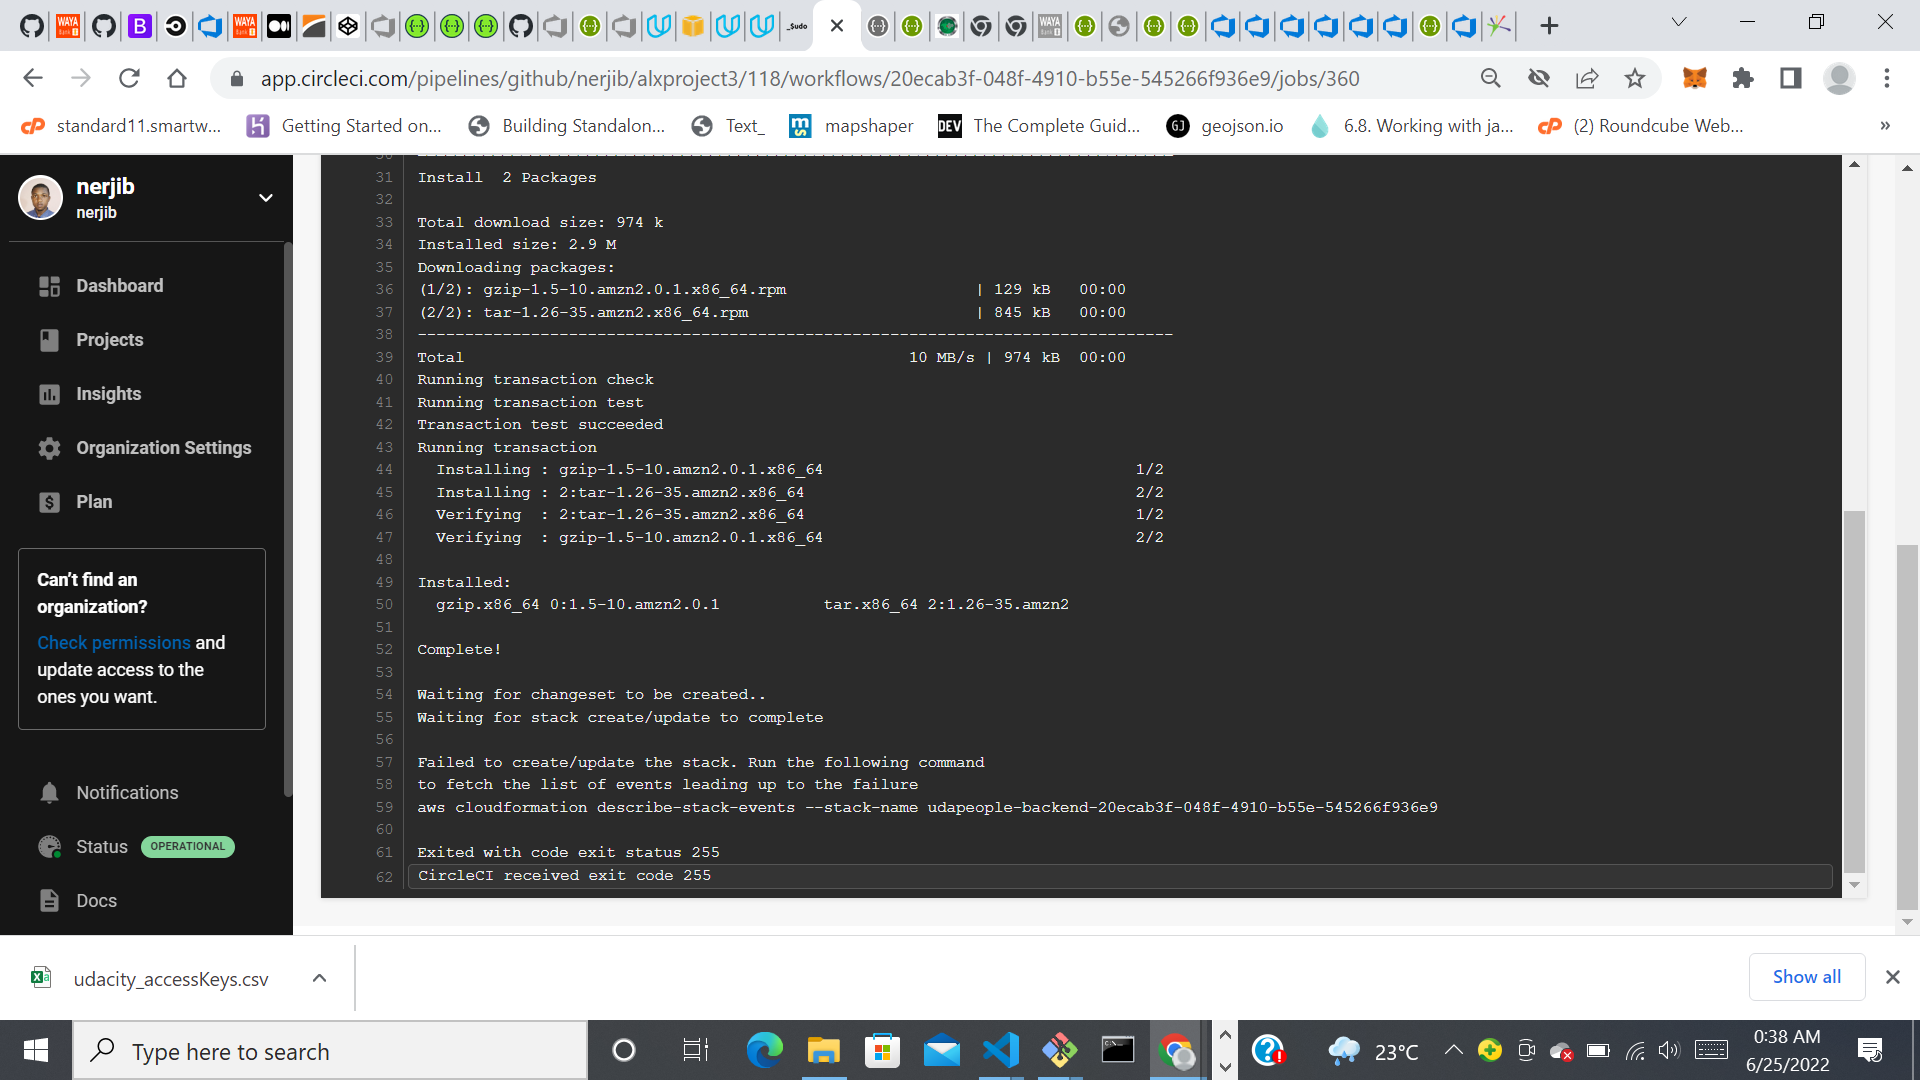 _Sudo
app.circleci.com/pipelines/github/nerjib/alxproject3/118/workflows/20ecab3f-048f-4910-b55e-545266f936e9/jobs/360
standard11.smartw... Getting Started on... Building Standalon... Text_ mapshaper The Complete Guid... geojson.io 6.8. Working with ja... (2) Roundcube Web... »
nerjib
nerjib
Dashboard
Projects
Insights
Organization Settings
Plan
Can't find an
organization?
Check permissions and
update access to the
ones you want.
Notifications
Status OPERATIONAL
Docs
31 Install  2 Packages
32
33 Total download size: 974 k
34 Installed size: 2.9 M
35 Downloading packages:
36 (1/2): gzip-1.5-10.amzn2.0.1.x86_64.rpm | 129 kB 00:00
37 (2/2): tar-1.26-35.amzn2.x86_64.rpm | 845 kB 00:00
38 --------------------------------------------------------------------------------
39 Total 10 MB/s | 974 kB 00:00
40 Running transaction check
41 Running transaction test
42 Transaction test succeeded
43 Running transaction
44 Installing : gzip-1.5-10.amzn2.0.1.x86_64 1/2
45 Installing : 2:tar-1.26-35.amzn2.x86_64 2/2
46 Verifying  : 2:tar-1.26-35.amzn2.x86_64 1/2
47 Verifying  : gzip-1.5-10.amzn2.0.1.x86_64 2/2
48
49 Installed:
50 gzip.x86_64 0:1.5-10.amzn2.0.1 tar.x86_64 2:1.26-35.amzn2
51
52 Complete!
53
54 Waiting for changeset to be created..
55 Waiting for stack create/update to complete
56
57 Failed to create/update the stack. Run the following command
58 to fetch the list of events leading up to the failure
59 aws cloudformation describe-stack-events --stack-name udapeople-backend-20ecab3f-048f-4910-b55e-545266f936e9
60
61 Exited with code exit status 255
62 CircleCI received exit code 255
udacity_accessKeys.csv
Show all
Type here to search
23°C
0:38 AM
6/25/2022